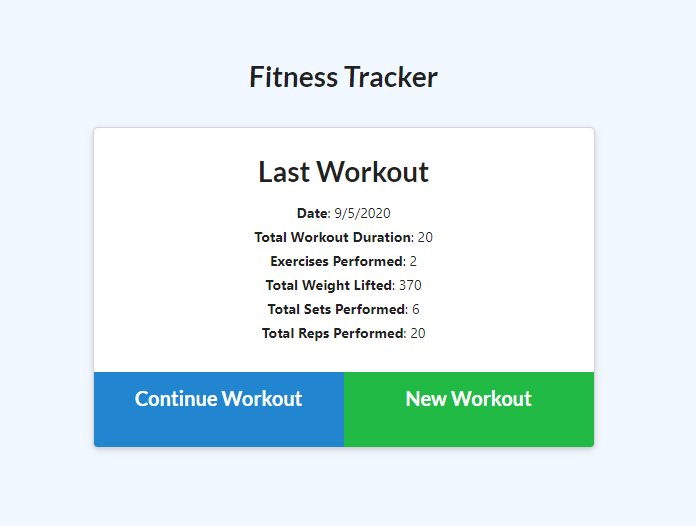 Fitness Tracker
Last Workout
Date: 9/5/2020
Total Workout Duration: 20
Exercises Performed: 2
Total Weight Lifted: 370
Total Sets Performed: 6
Total Reps Performed: 20
Continue Workout
New Workout